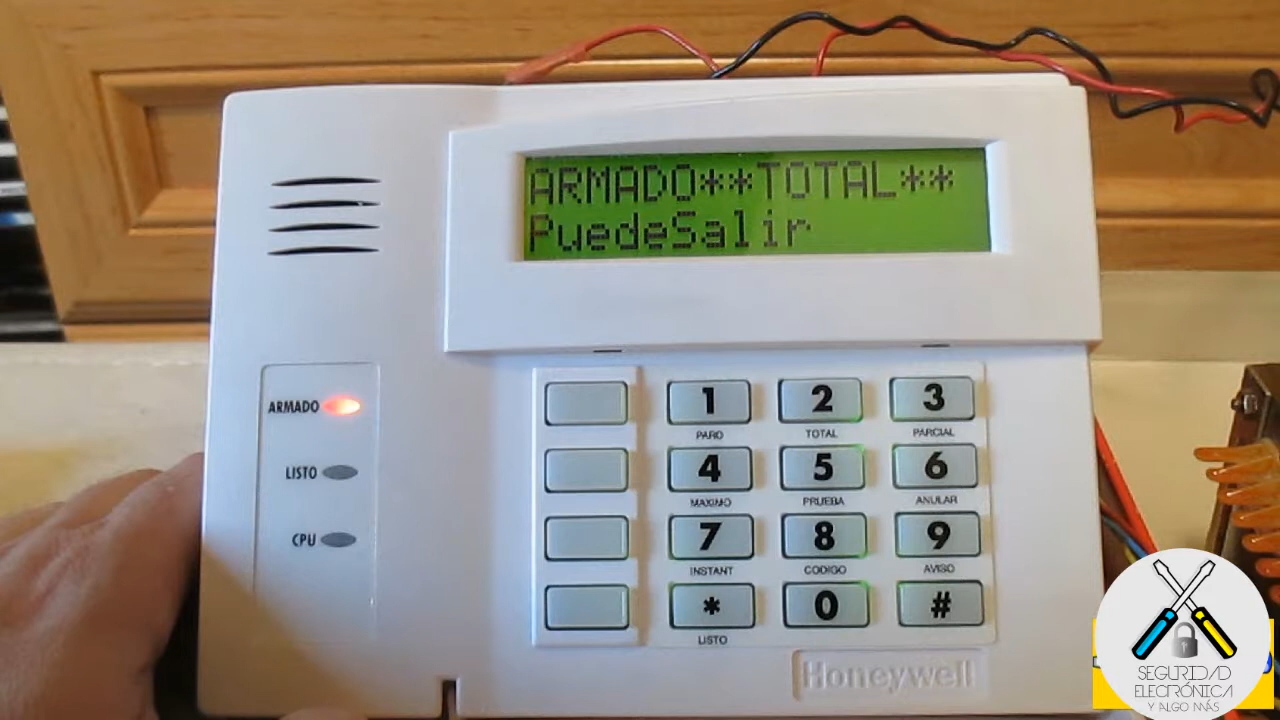 ARMADO**TOTAL**
PuedeSalir
ARMADO
LISTO
CPU
1 2 3
PARO TOTAL PARCIAL
4 5 6
MAXIMO PRUEBA ANULAR
7 8 9
INSTANT CODIGO AVISO
* 0 #
LISTO
Honeywell
SEGURIDAD
ELECTRÓNICA
Y ALGO MÁS